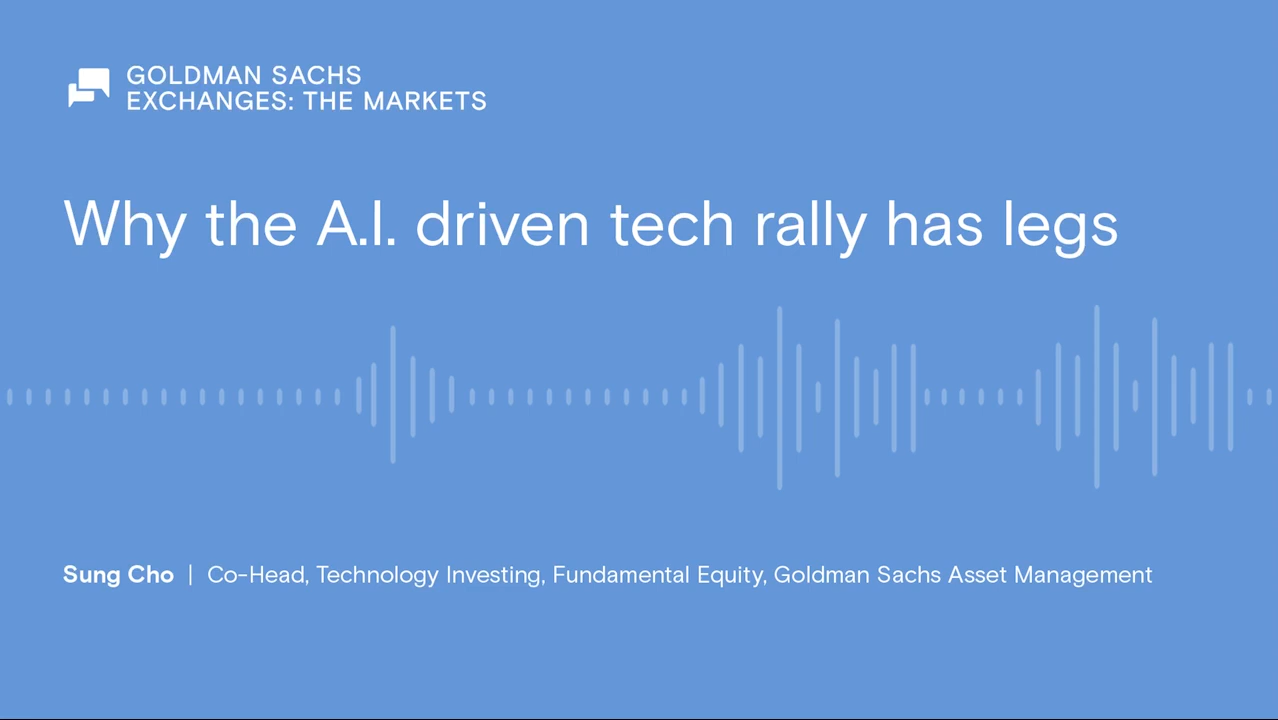 GOLDMAN SACHS
EXCHANGES: THE MARKETS
Why the A.I. driven tech rally has legs
Sung Cho | Co-Head, Technology Investing, Fundamental Equity, Goldman Sachs Asset Management